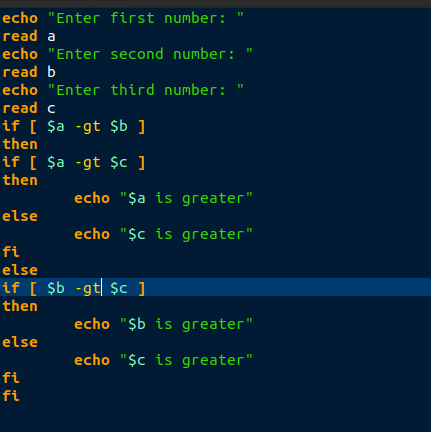 echo "Enter first number: "
read a
echo "Enter second number: "
read b
echo "Enter third number: "
read c
if [ $a -gt $b ]
then
if [ $a -gt $c ]
then
        echo "$a is greater"
else
        echo "$c is greater"
fi
else
if [ $b -gt $c ]
then
        echo "$b is greater"
else
        echo "$c is greater"
fi
fi